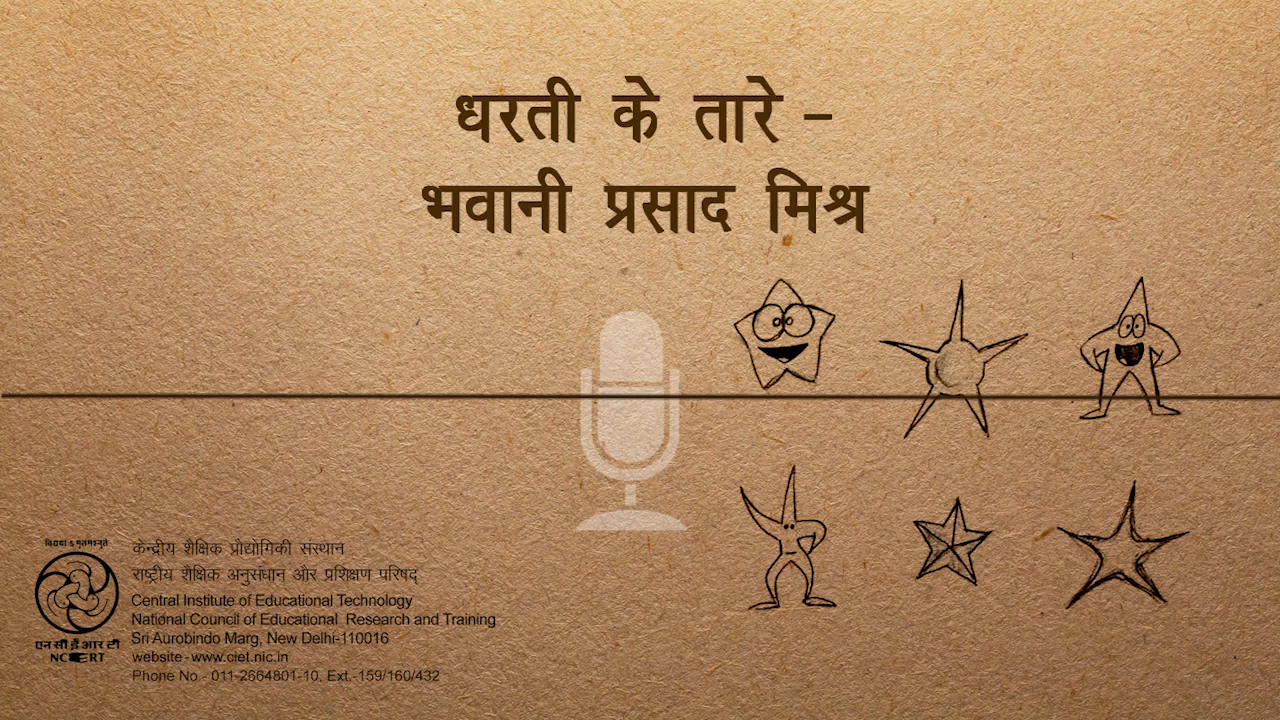 धरती के तारे –
भवानी प्रसाद मिश्र
विद्यया ऽ मृतमश्नुते
एन सी ई आर टी
NCERT
केन्द्रीय शैक्षिक प्रौद्योगिकी संस्थान
राष्ट्रीय शैक्षिक अनुसंधान् और प्रशिक्षण परिषद्
Central Institute of Educational Technology
National Council of Educational Research and Training
Sri Aurobindo Marg, New Delhi-110016
website - www.ciet.nic.in
Phone No.- 011-2664801-10, Ext.-159/160/432